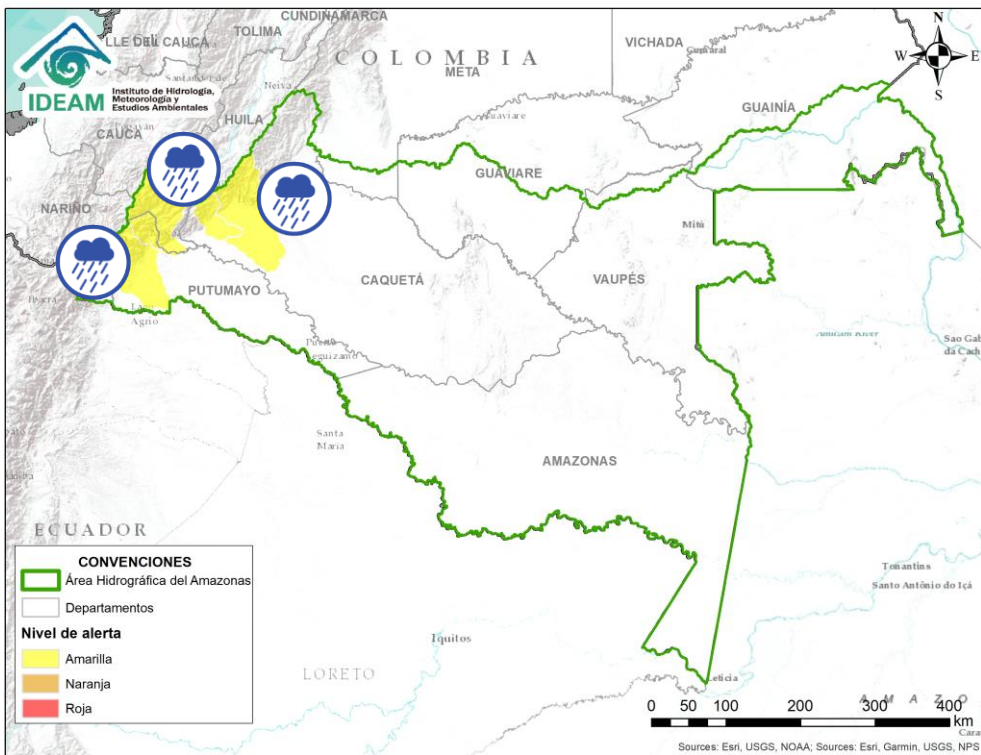 CUNDINAMARCA
TOLIMA
VICHADA
COLOMBIA
META
N
W E
S
IDEAM
Instituto de Hidrología,
Meteorología y
Estudios Ambientales
Neiva
GUAINÍA
HUILA
CAUCA
GUAVIARE
NARIÑO
Mitú
CAQUETÁ
VAUPÉS
PUTUMAYO
Agrio
Santa
Maria
AMAZONAS
ECUADOR
CONVENCIONES
Área Hidrográfica del Amazonas
Departamentos
Nivel de alerta
Amarilla
Naranja
Roja
Tonantins
Santo Antônio do Içá
Iquitos
LORETO
Leticia
0 50 100 200 300 400
km
Sources: Esri, USGS, NOAA; Sources: Esri, Garmin, USGS, NPS